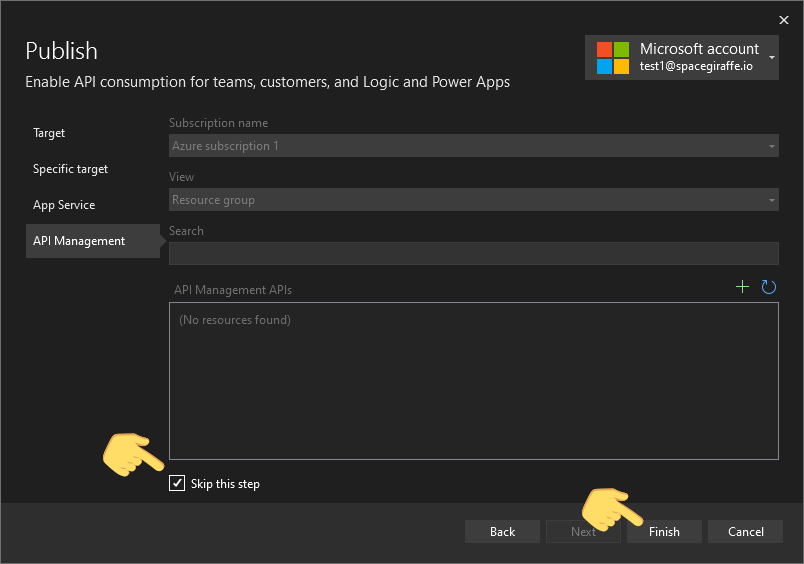 Publish
Microsoft account
test1@spacegiraffe.io
Enable API consumption for teams, customers, and Logic and Power Apps
Target
Specific target
App Service
API Management
Subscription name
Azure subscription 1
View
Resource group
Search
API Management APIs
(No resources found)
Skip this step
Back
Next
Finish
Cancel